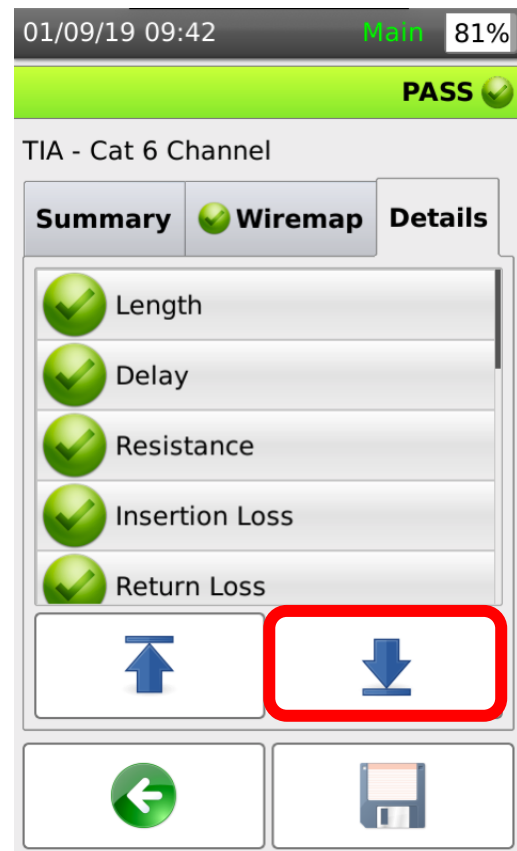 01/09/19 09:42 Main 81%
PASS
TIA - Cat 6 Channel
Summary Wiremap Details
Length
Delay
Resistance
Insertion Loss
Return Loss